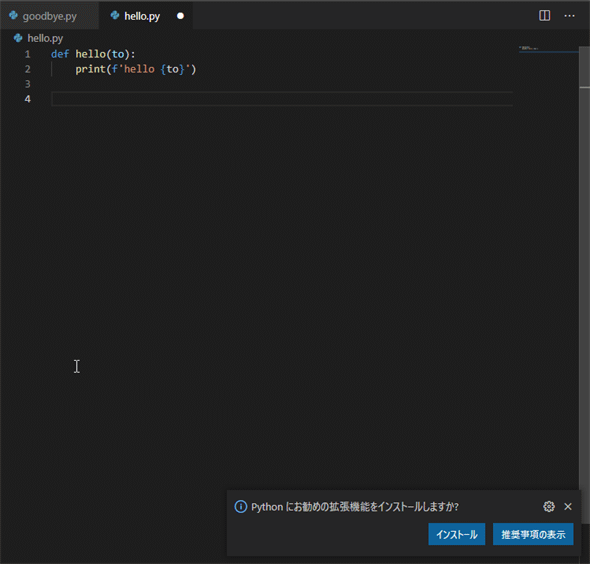 goodbye.py hello.py
hello.py
1 def hello(to):
2 print(f'hello {to}')
3
4
Python にお勧めの拡張機能をインストールしますか?
インストール 推奨事項の表示